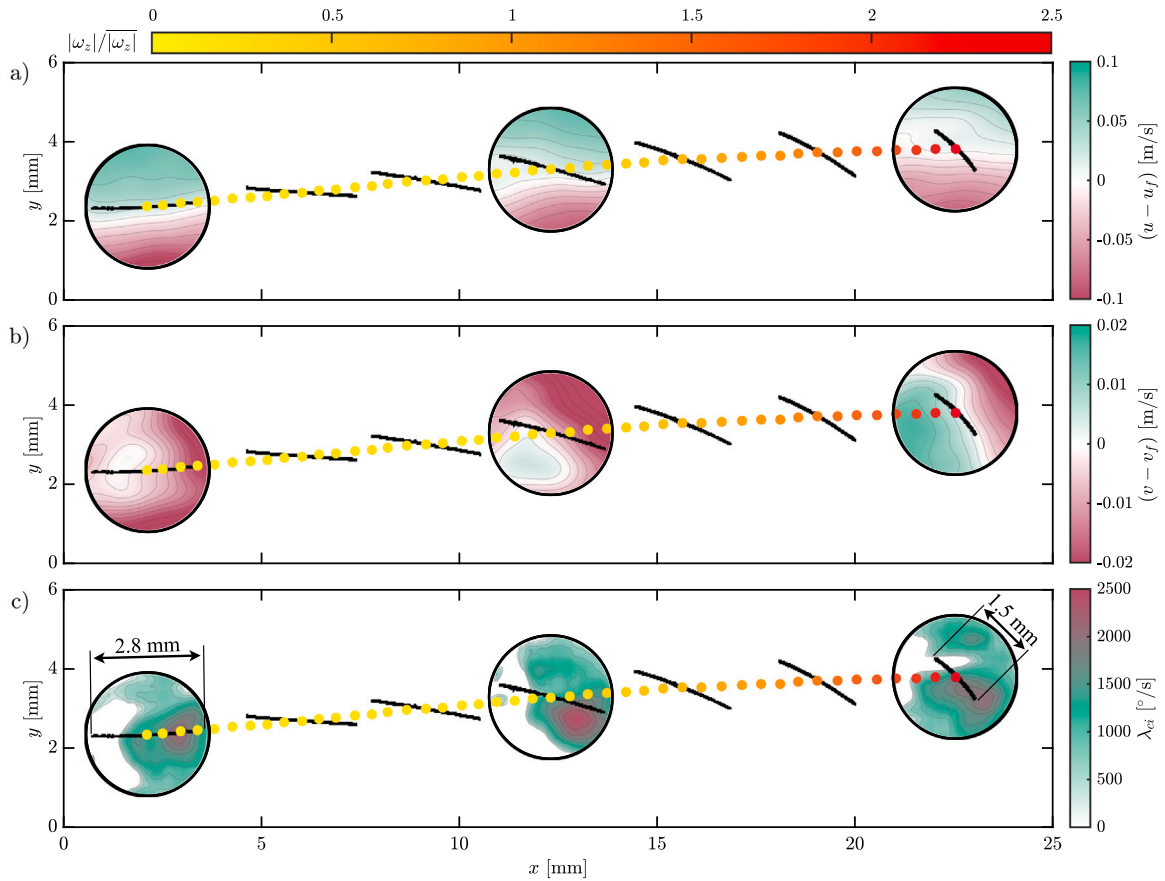 0 0.5 1 1.5 2 2.5
|ω_z|/\overline{|ω_z|}
a)
6
4
2
0
y [mm]
0.1
0.05
0
-0.05
-0.1
(u − u_f) [m/s]
b)
6
4
2
0
y [mm]
0.02
0.01
0
-0.01
-0.02
(v − v_f) [m/s]
c)
6
4
2
0
y [mm]
2.8 mm
1.5 mm
2500
2000
1500
1000
500
0
λ_{ci} [°/s]
0 5 10 15 20 25
x [mm]